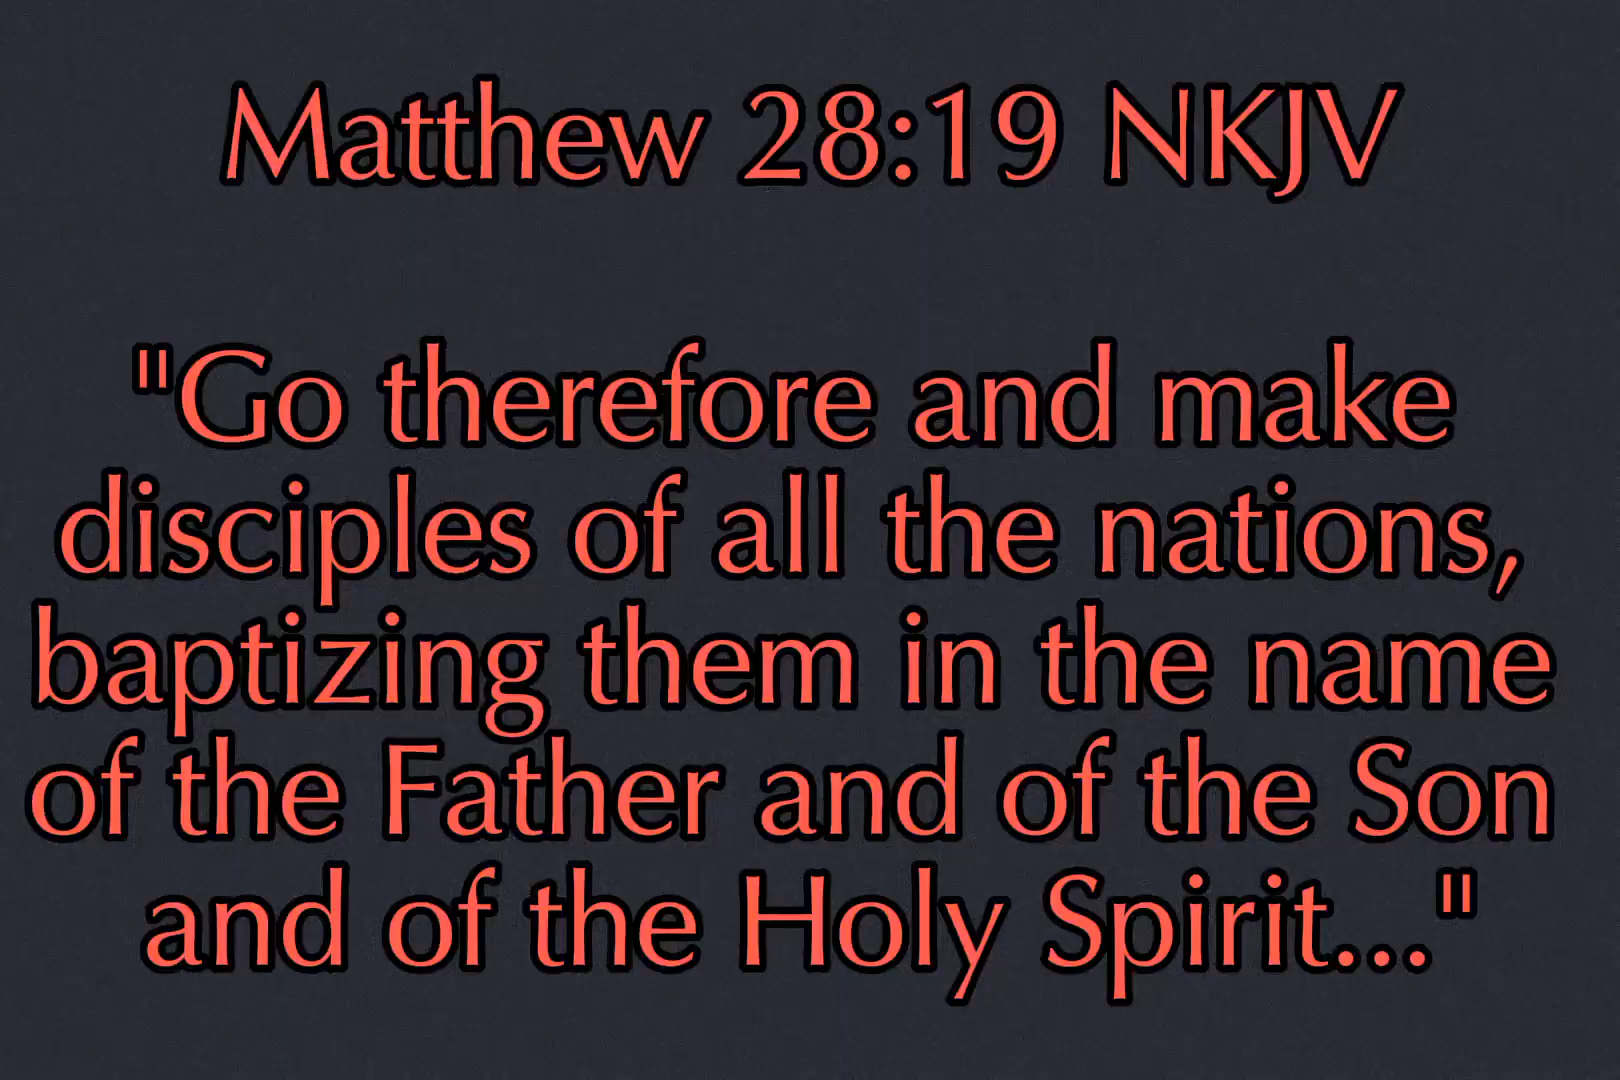 Matthew 28:19 NKJV
"Go therefore and make
disciples of all the nations,
baptizing them in the name
of the Father and of the Son
and of the Holy Spirit..."